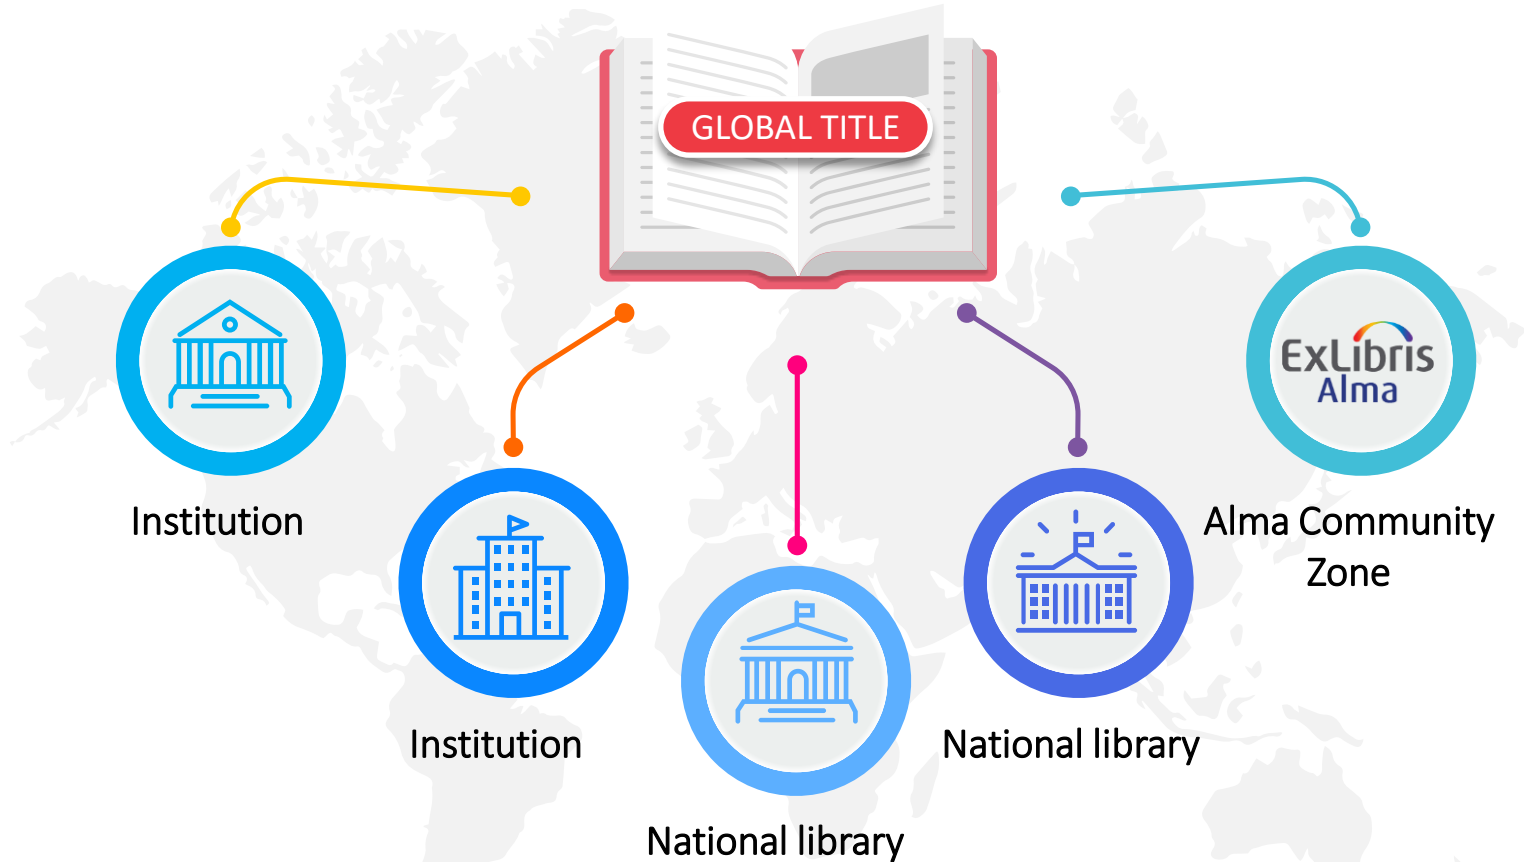 GLOBAL TITLE
ExLibris
Alma
Institution
Alma Community
Zone
Institution
National library
National library